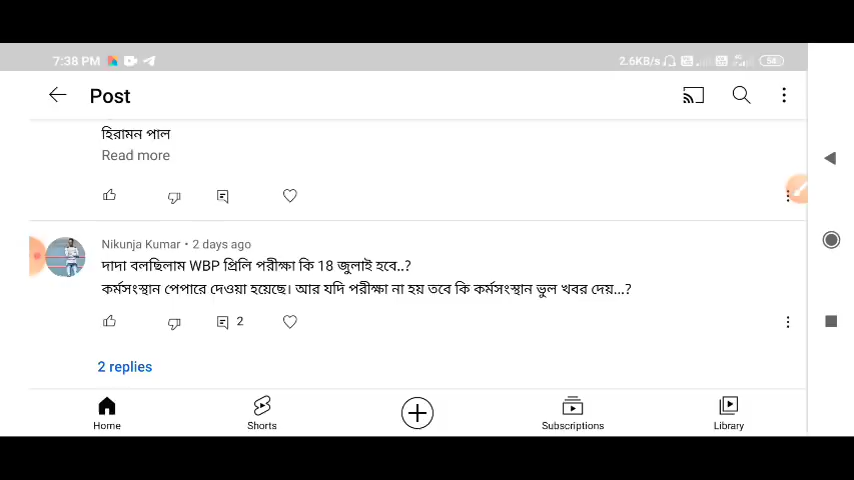 7:38 PM 2.6KB/s 54
Post
হিরামন পাল
Read more
Nikunja Kumar • 2 days ago
দাদা বলছিলাম WBP প্রিলি পরীক্ষা কি 18 জুলাই হবে..?
কর্মসংস্থান পেপারে দেওয়া হয়েছে। আর যদি পরীক্ষা না হয় তবে কি কর্মসংস্থান ভুল খবর দেয়...?
2
2 replies
Home Shorts Subscriptions Library